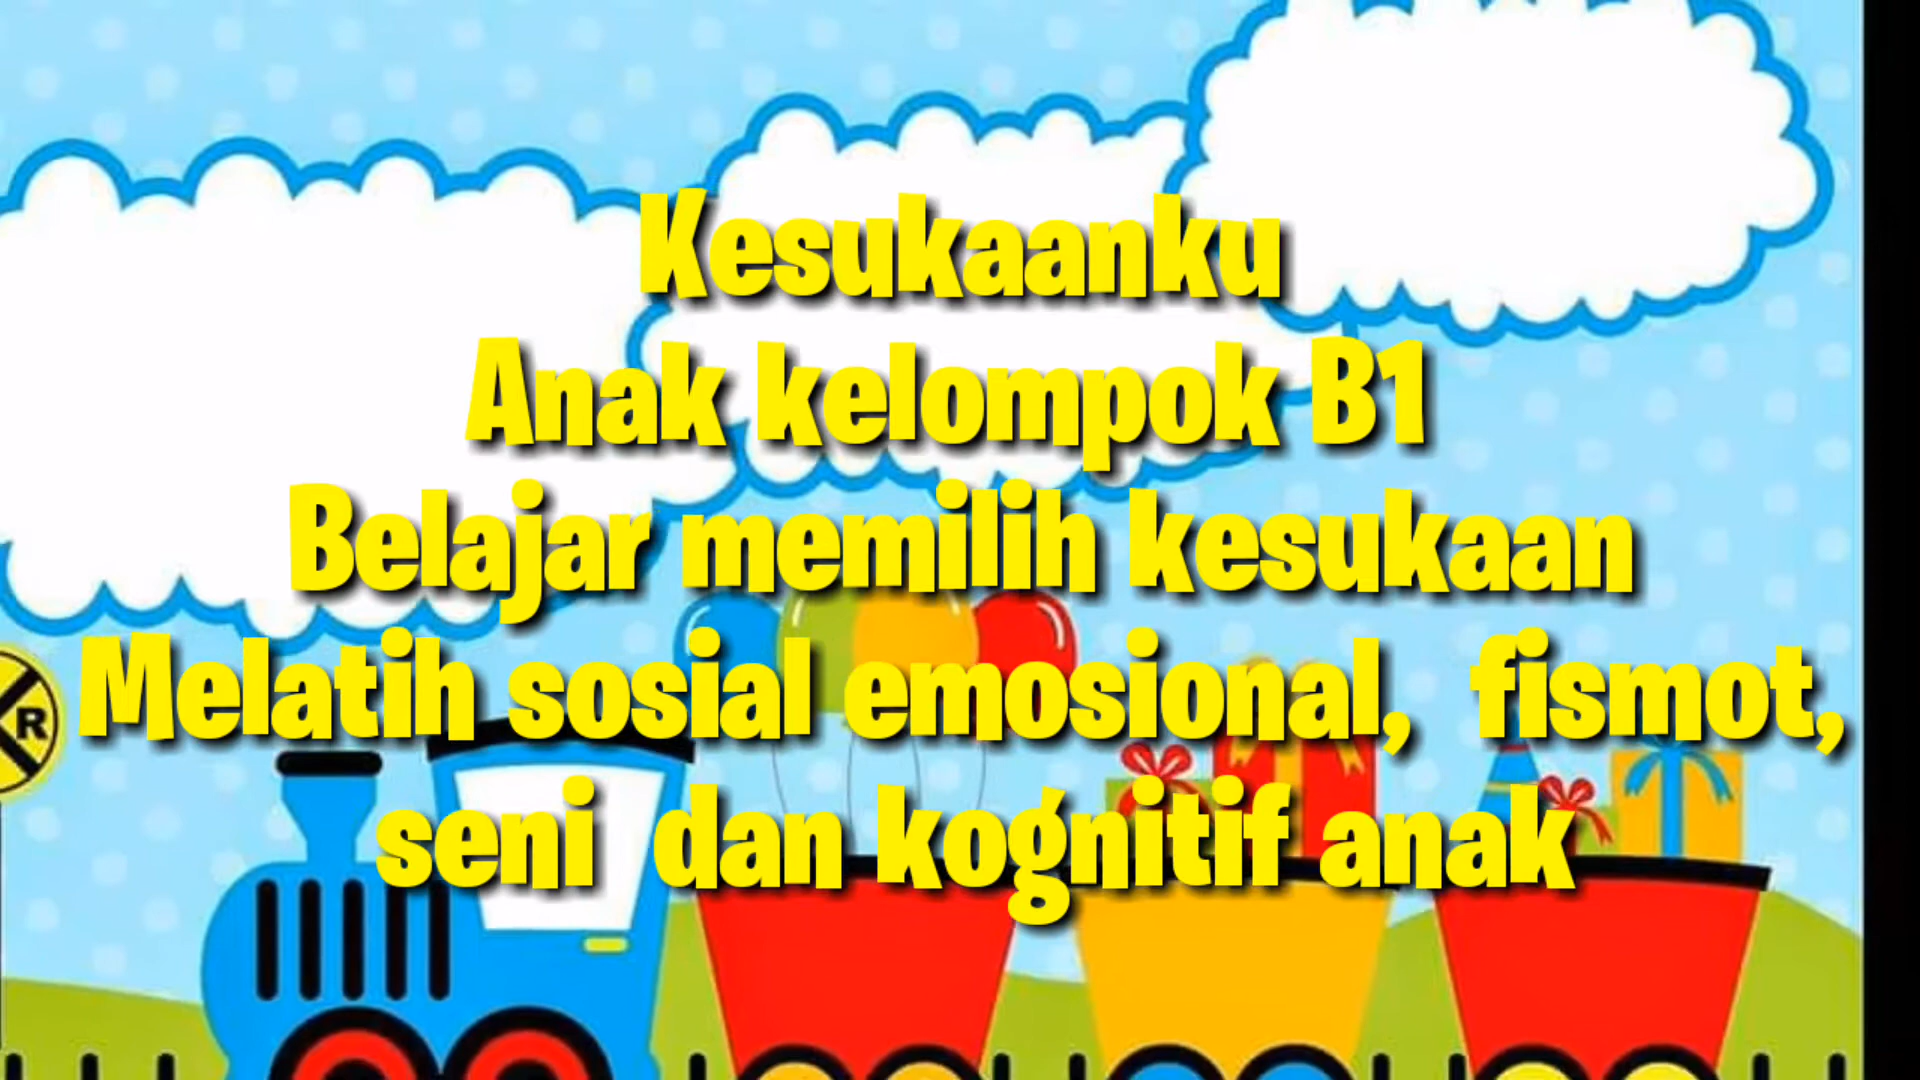 Kesukaanku
Anak kelompok B1
Belajar memilih kesukaan
Melatih sosial emosional, fismot,
seni dan kognitif anak
R